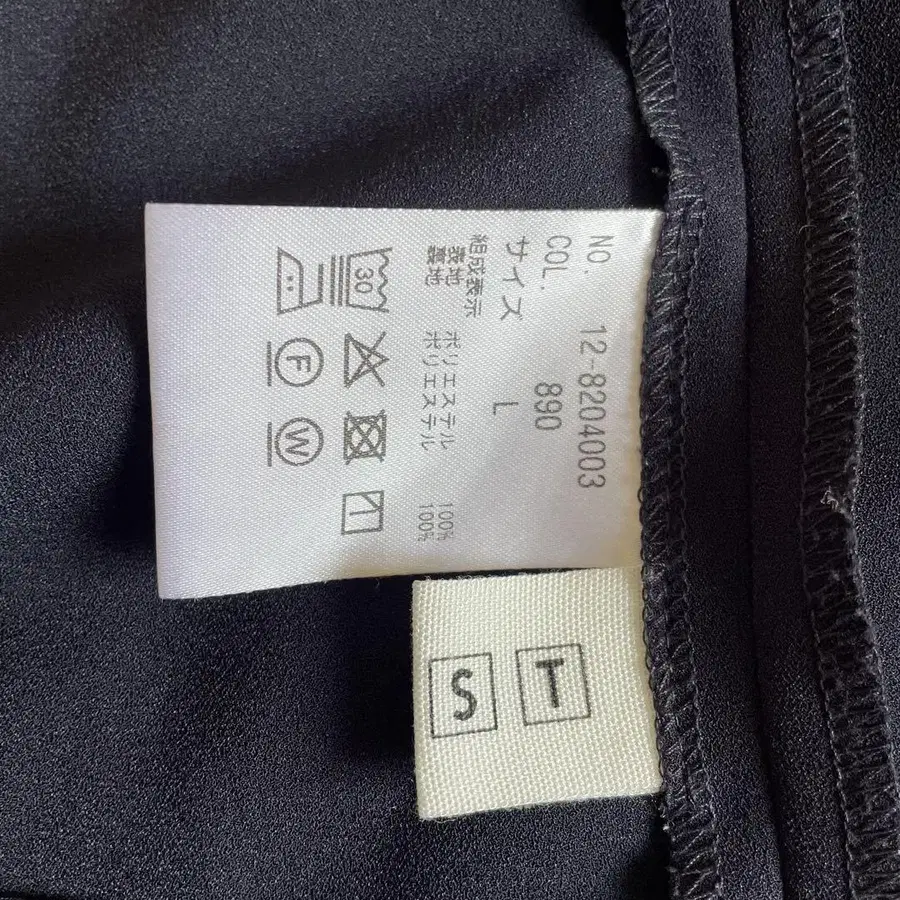 NO. 12-8204003
COL. 890
サイズ L
組成表示
表地 ポリエステル 100%
裏地 ポリエステル 100%
30
F W
S T